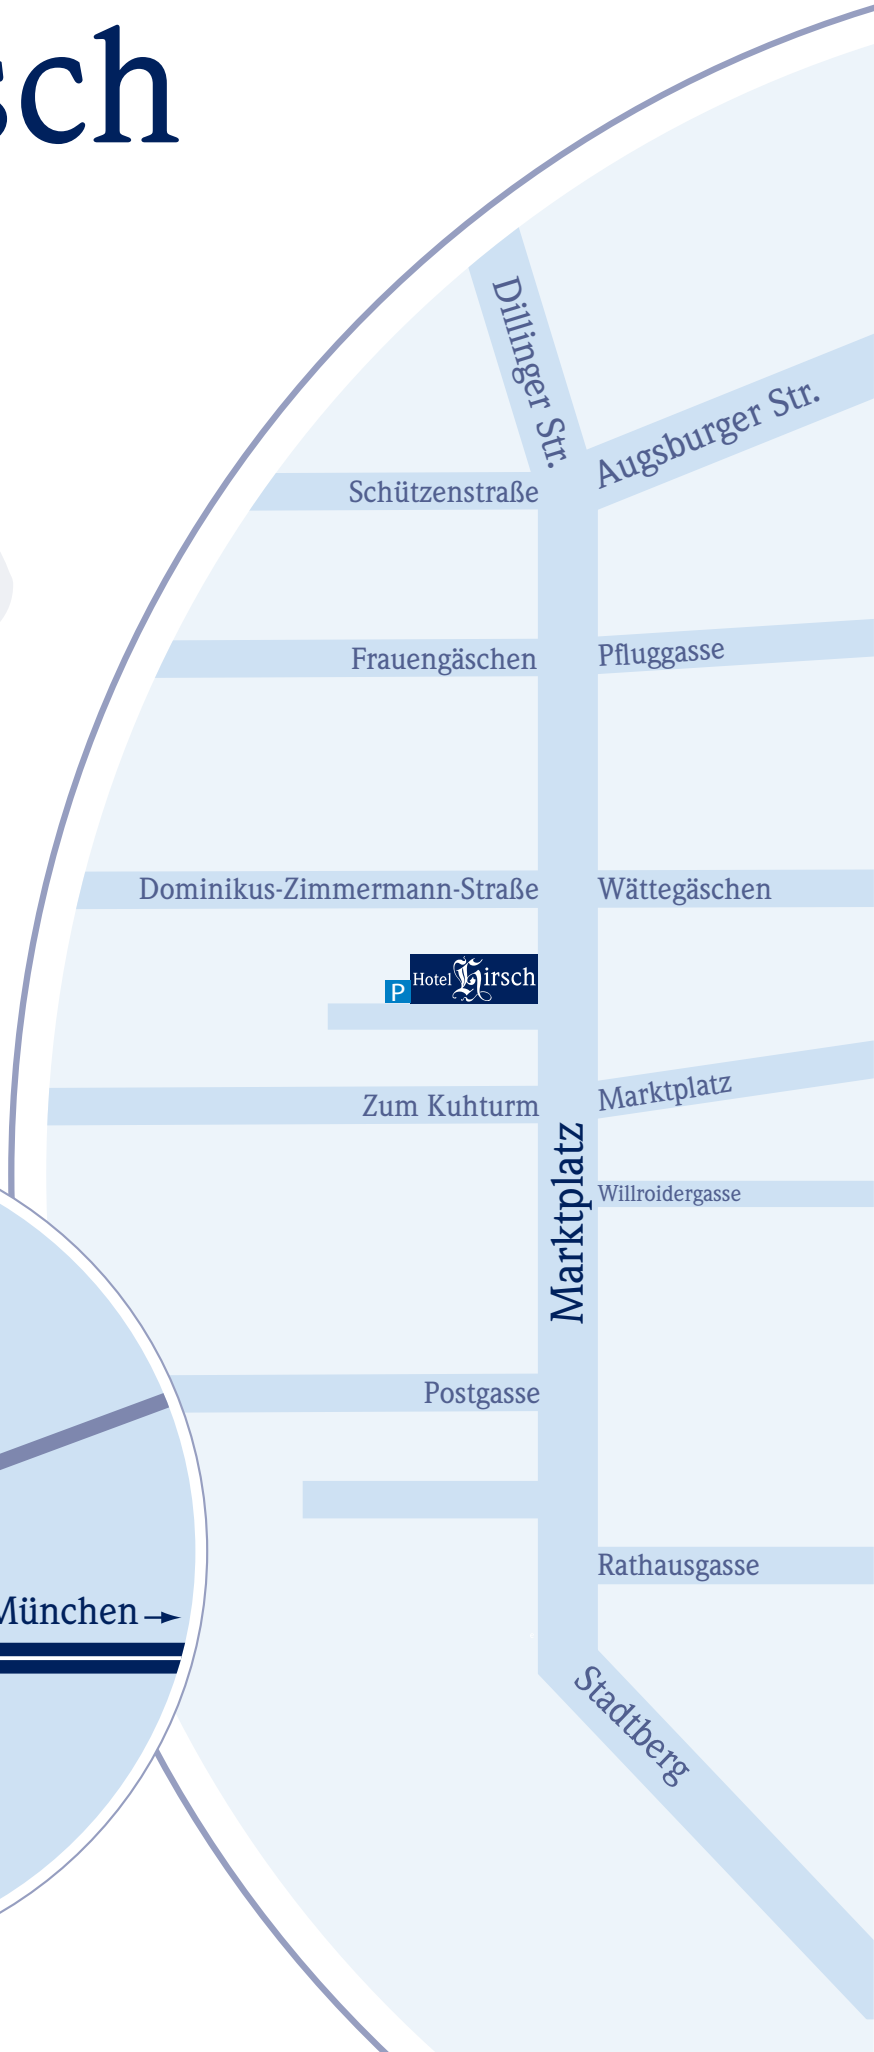 sch
Dillinger Str.
Augsburger Str.
Schützenstraße
Frauengäschen
Pfluggasse
Dominikus-Zimmermann-Straße
Wättegäschen
P
Hotel Hirsch
Zum Kuhturm
Marktplatz
Marktplatz
Willroidergasse
Postgasse
Rathausgasse
München
Stadtberg